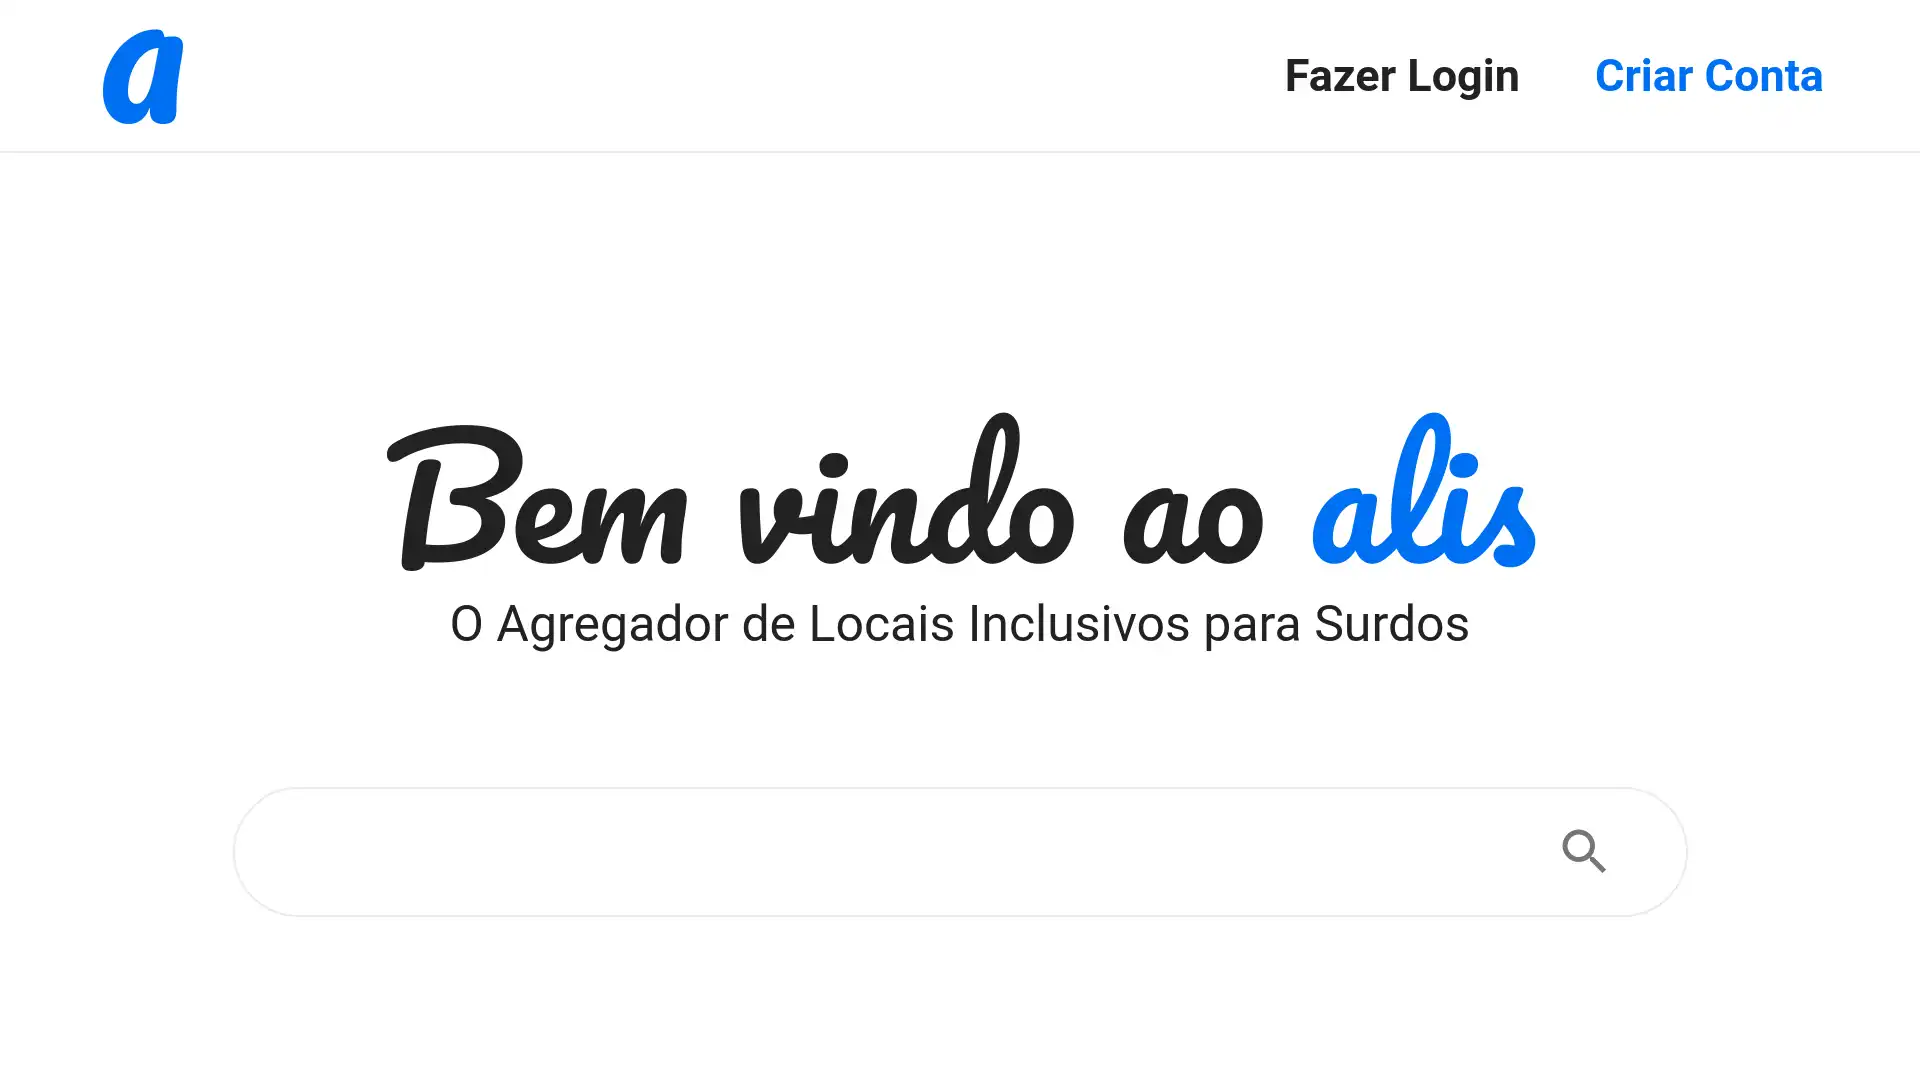 a
Fazer Login
Criar Conta
Bem vindo ao alis
O Agregador de Locais Inclusivos para Surdos